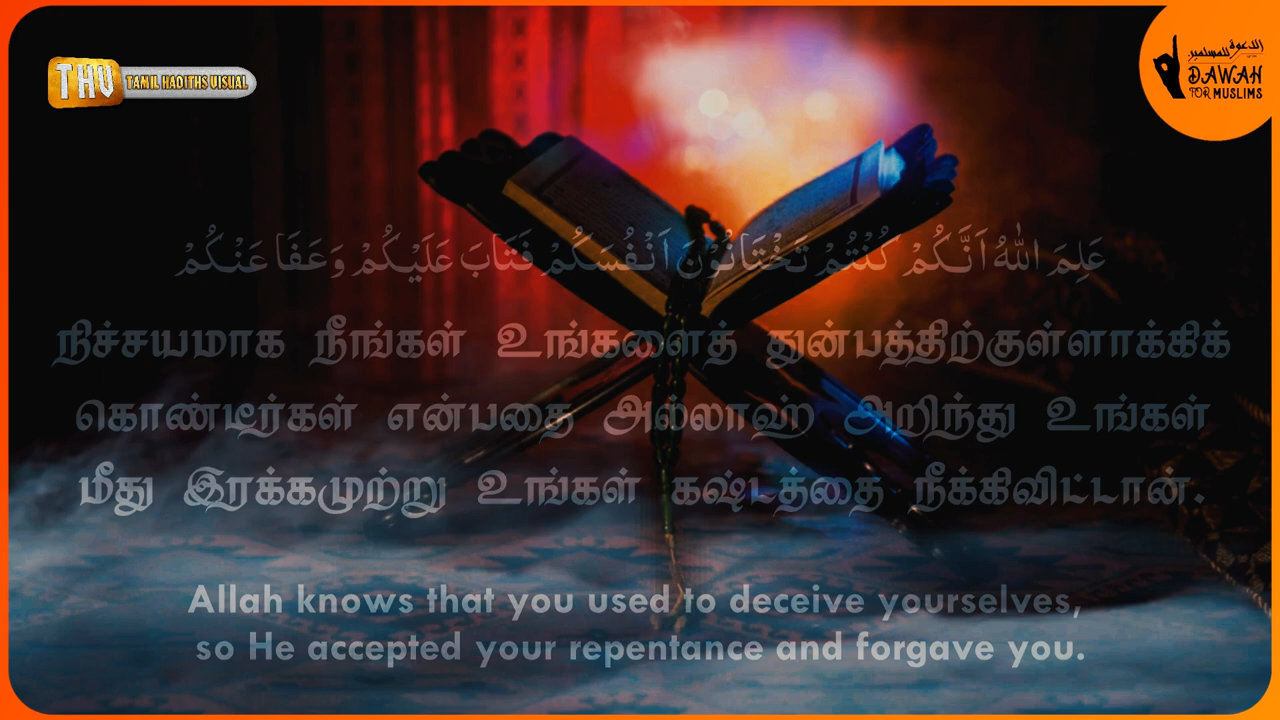 THV TAMIL HADITHS VISUAL
الدعوة للمسلمين
DAWAH
FOR MUSLIMS
عَلِمَ اللّٰهُ اَنَّکُمْ كُنْتُمْ تَخْتَانُوْنَ اَنْفُسَکُمْ فَتَابَ عَلَيْكُمْ وَعَفَا عَنْكُمْ
நிச்சயமாக நீங்கள் உங்களைத் துன்பத்திற்குள்ளாக்கிக்
கொண்டீர்கள் என்பதை அல்லாஹ் அறிந்து உங்கள்
மீது இரக்கமுற்று உங்கள் கஷ்டத்தை நீக்கிவிட்டான்.
Allah knows that you used to deceive yourselves,
so He accepted your repentance and forgave you.